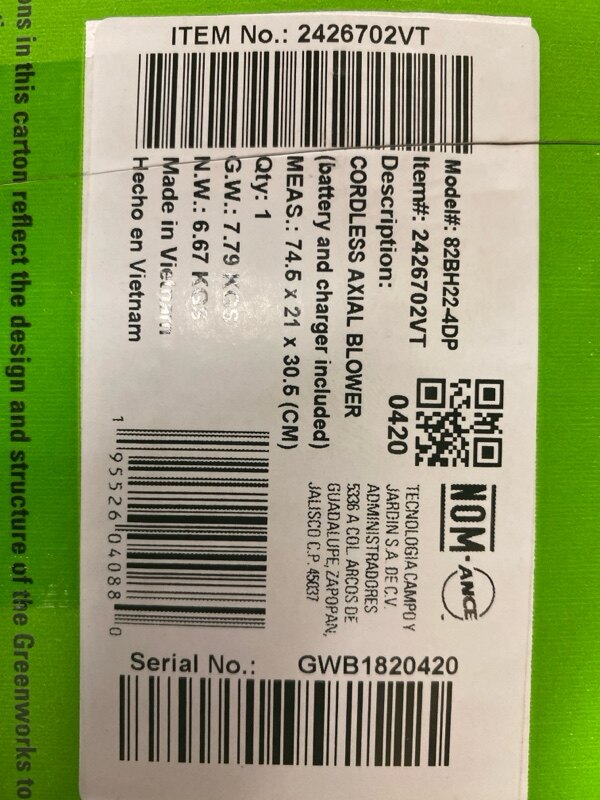 ITEM No.: 2426702VT
Model#: 82BH22-4DP
Item#: 2426702VT
Description:
CORDLESS AXIAL BLOWER
(battery and charger included)
MEAS.: 74.5 x 21 x 30.5 (CM)
Qty: 1
G.W.: 7.79 KGS
N.W.: 6.67 KGS
Made in Vietnam
Hecho en Vietnam
0420
NOM-ANCE
TECNOLOGIA CAMPO Y
JARDIN S.A. DE C.V.
ADMINISTRADORES
5336 A COL. ARCOS DE
GUADALUPE, ZAPOPAN,
JALISCO C.P. 45037
1 95526 04088 0
Serial No.: GWB1820420
ons in this carton reflect the design and structure of the Greenworks to